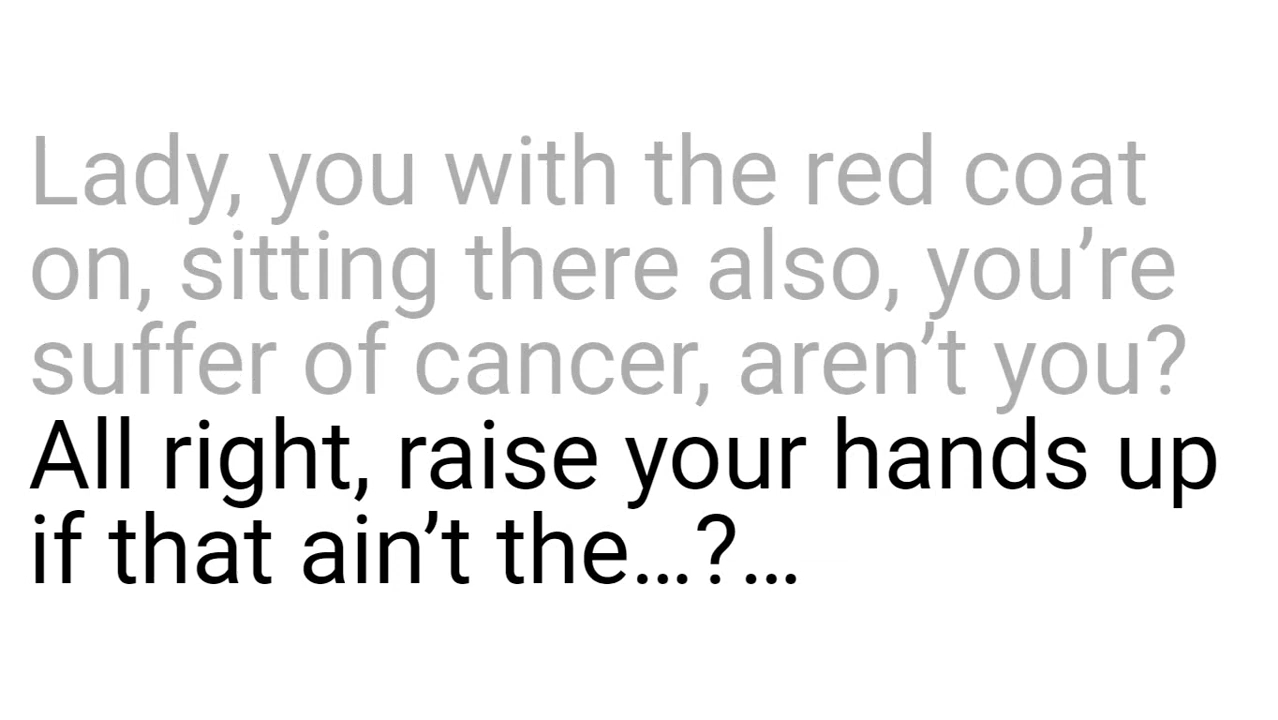 Lady, you with the red coat
on, sitting there also, you’re
suffer of cancer, aren’t you?
All right, raise your hands up
if that ain’t the…?…